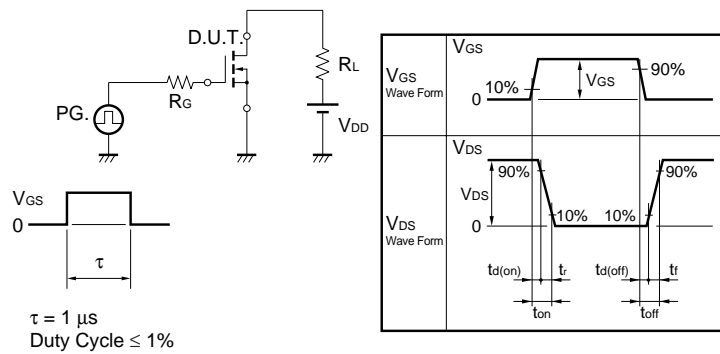 D.U.T.
RL
RG
PG.
VDD
VGS
0
τ
τ = 1 μs
Duty Cycle ≤ 1%
VGS
Wave Form
VGS
0
10%
VGS
90%
VDS
Wave Form
VDS
90%
VDS
0
10%
10%
90%
td(on)
tr
td(off)
tf
ton
toff